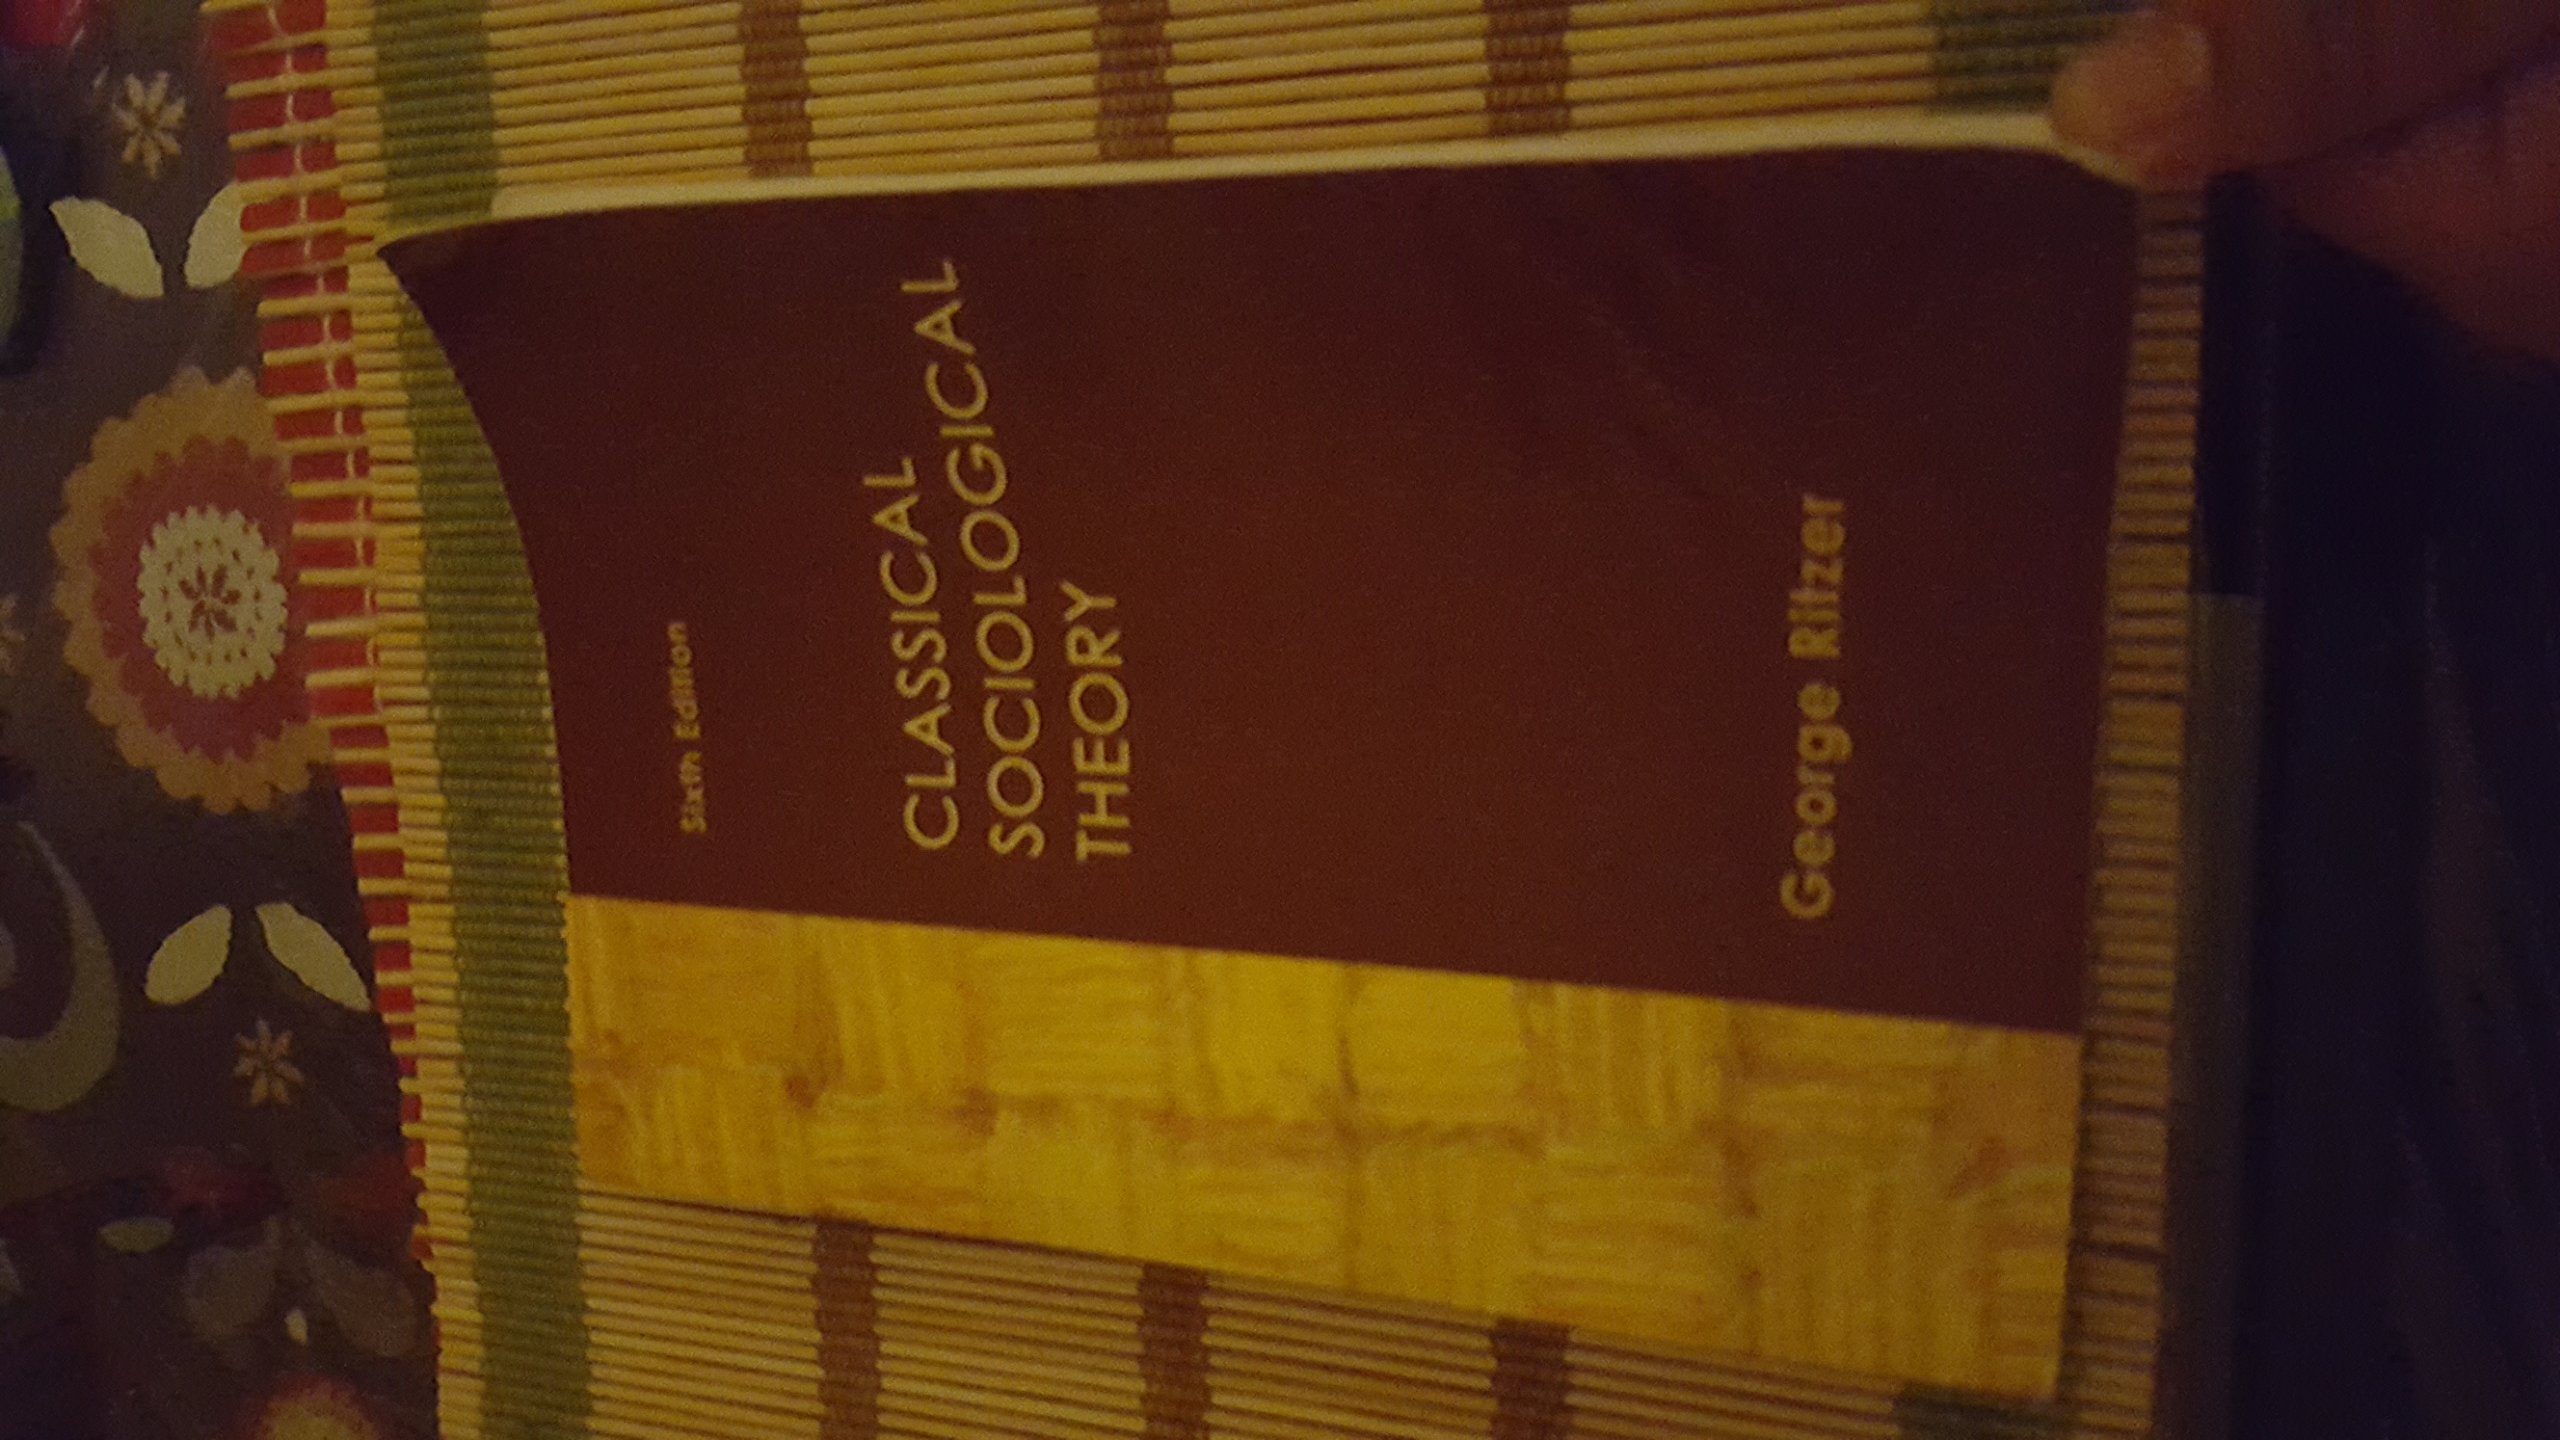 Sixth Edition
CLASSICAL
SOCIOLOGICAL
THEORY
George Ritzer